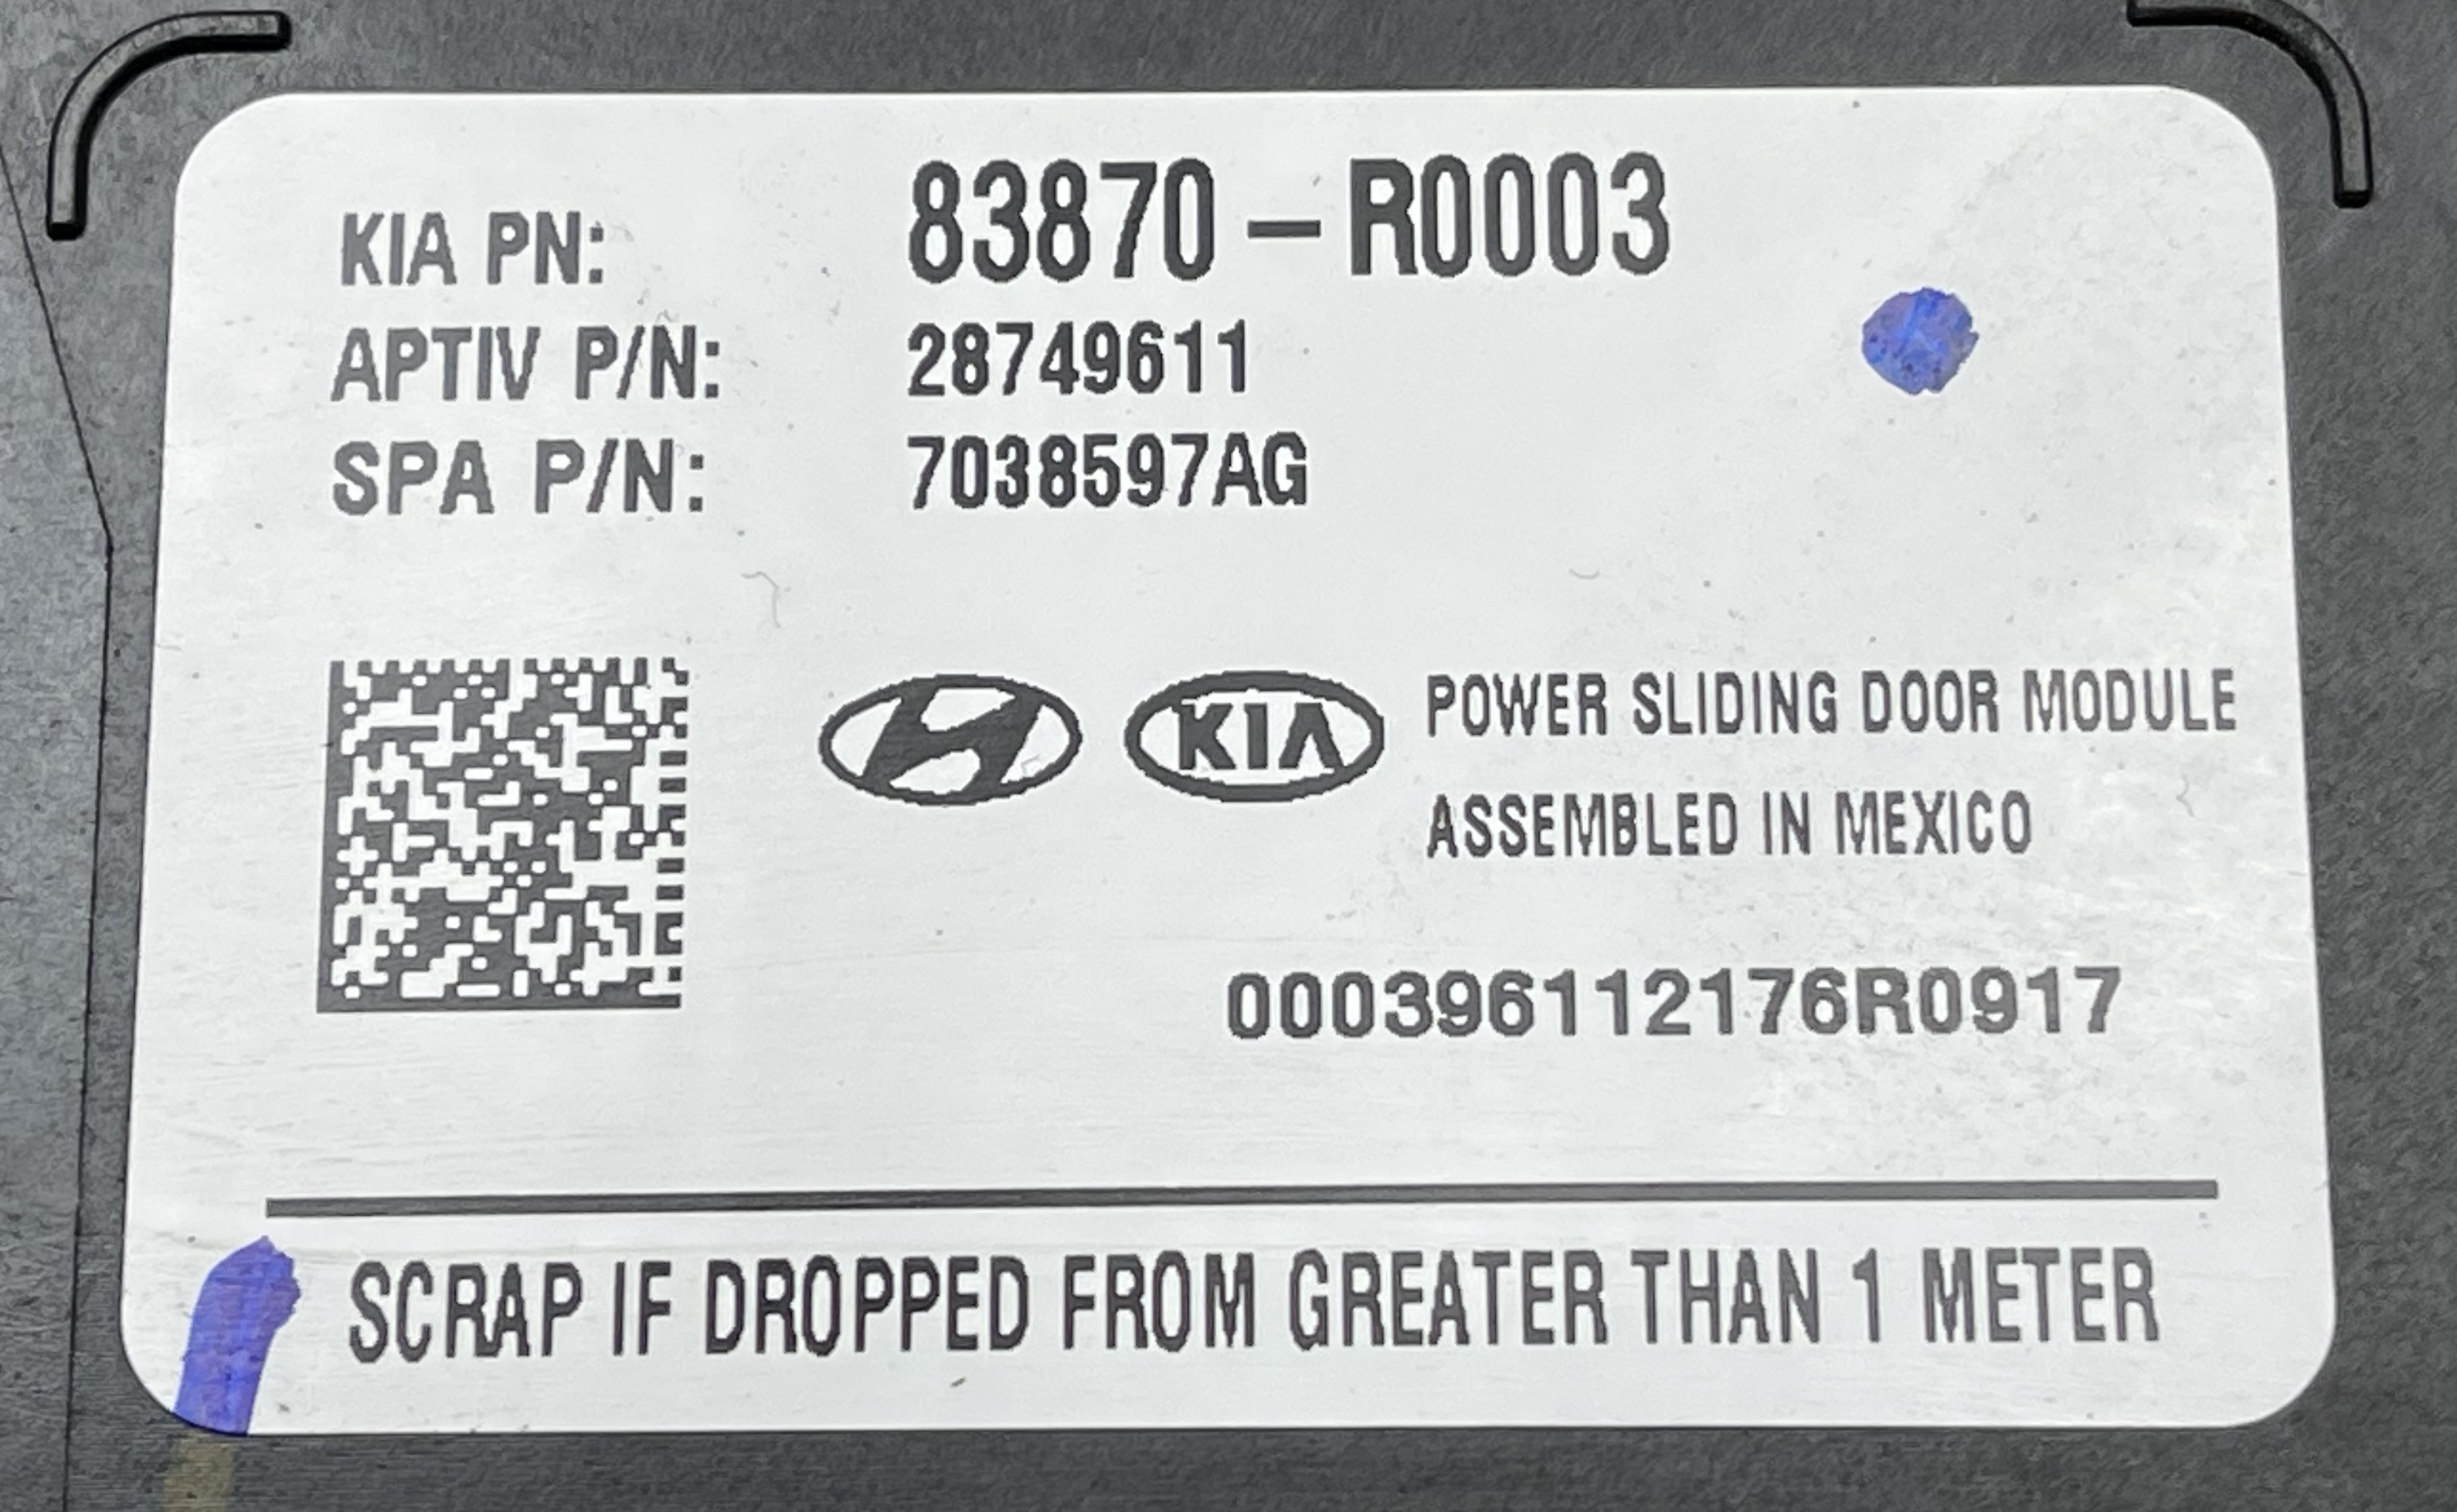 KIA PN: 83870-R0003
APTIV P/N: 28749611
SPA P/N: 7038597AG
KIA POWER SLIDING DOOR MODULE
ASSEMBLED IN MEXICO
000396112176R0917
SCRAP IF DROPPED FROM GREATER THAN 1 METER